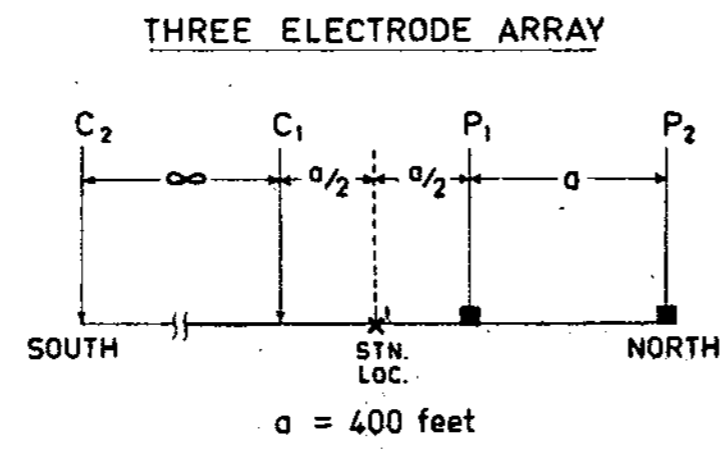 THREE ELECTRODE ARRAY
C₂ C₁ P₁ P₂
∞ a/2 a/2 a
SOUTH STN. NORTH
LOC.
a = 400 feet